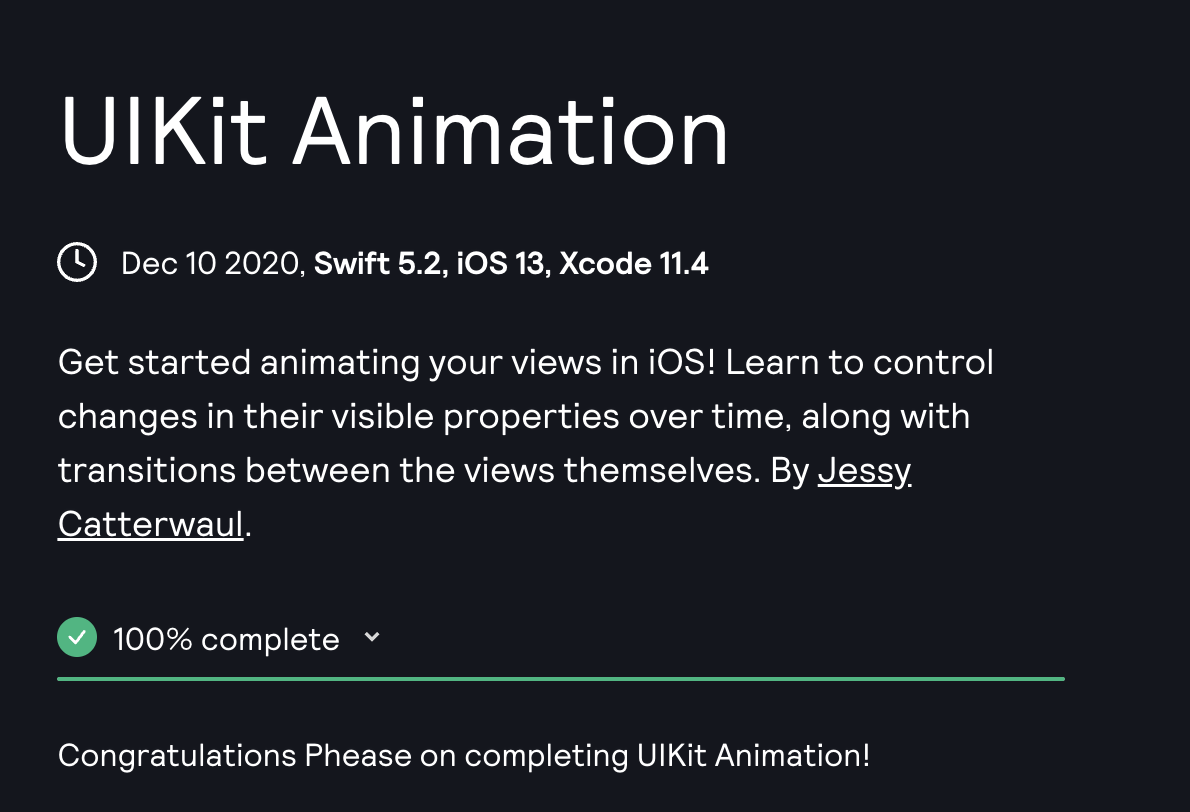 UIKit Animation
Dec 10 2020, Swift 5.2, iOS 13, Xcode 11.4
Get started animating your views in iOS! Learn to control
changes in their visible properties over time, along with
transitions between the views themselves. By Jessy
Catterwaul.
100% complete
Congratulations Phease on completing UIKit Animation!